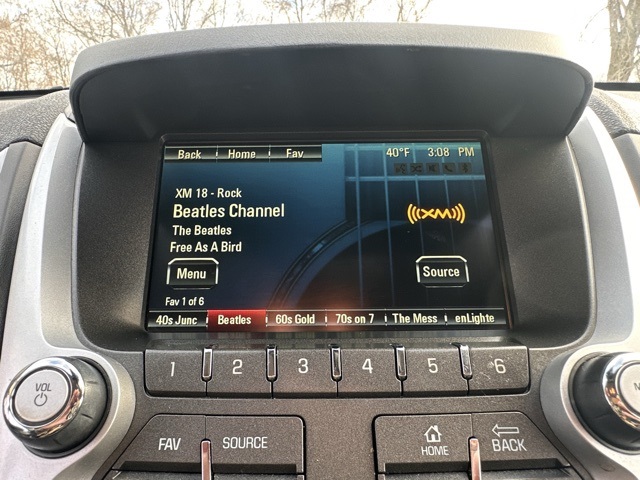 Back Home Fav 40°F 3:08 PM
XM 18 - Rock
Beatles Channel
The Beatles
Free As A Bird
XM
Menu Source
Fav 1 of 6
40s Junc Beatles 60s Gold 70s on 7 The Mess enLighte
1 2 3 4 5 6
VOL
FAV SOURCE HOME BACK